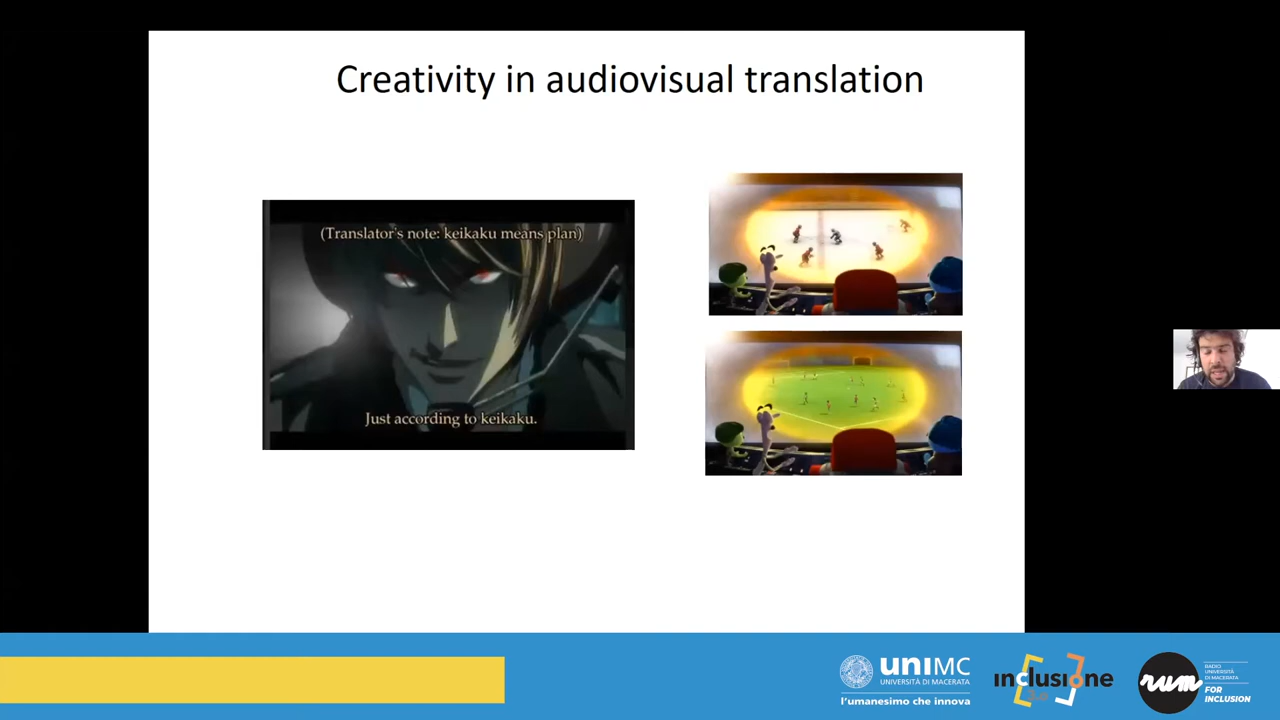 Creativity in audiovisual translation
(Translator's note: keikaku means plan)
Just according to keikaku.
uniMC
UNIVERSITÀ DI MACERATA
l'umanesimo che innova
inclusione
rum
RADIO
UNIVERSITÀ
DI MACERATA
FOR
INCLUSION